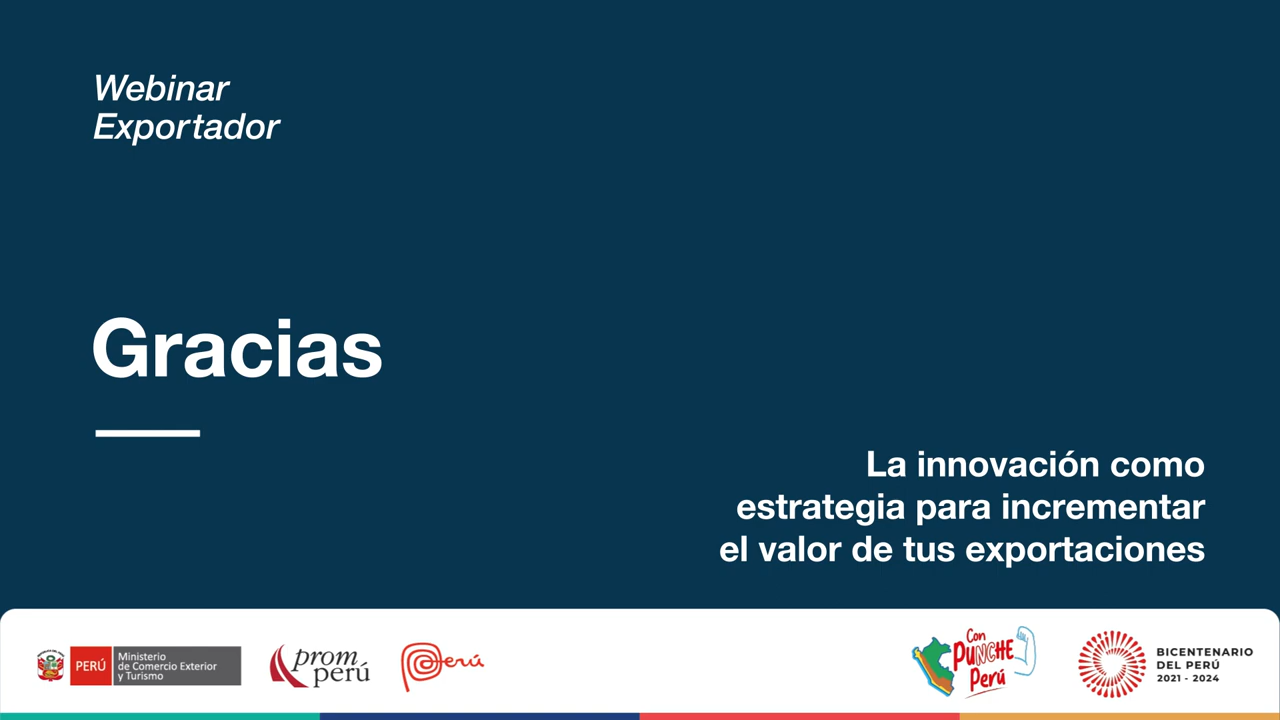 Webinar
Exportador
Gracias
La innovación como
estrategia para incrementar
el valor de tus exportaciones
PERÚ
Ministerio
de Comercio Exterior
y Turismo
prom
perú
Perú
Con
PUNCHE
Perú
BICENTENARIO
DEL PERÚ
2021 - 2024